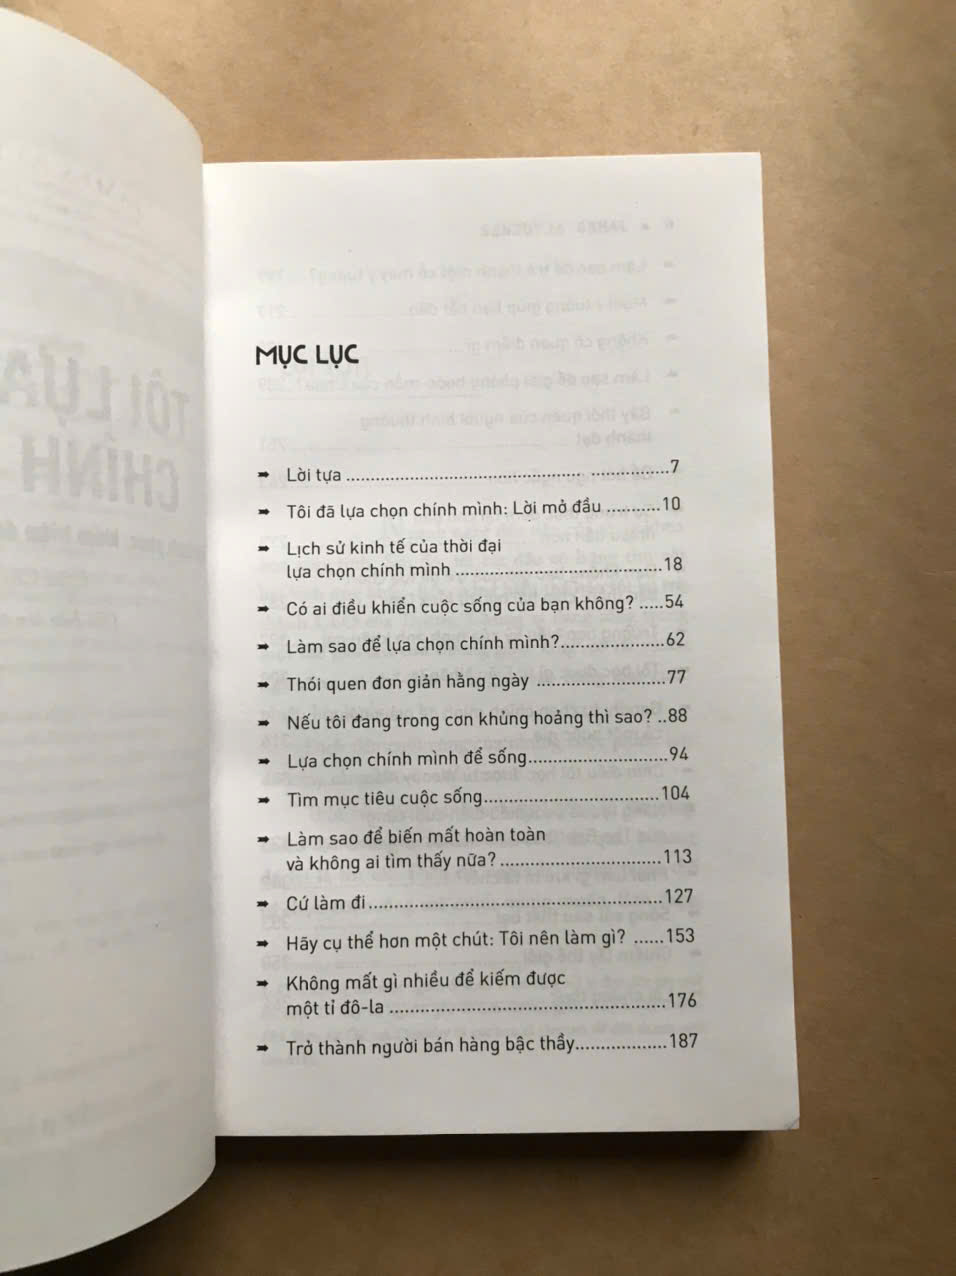 MỤC LỤC
➡ Lời tựa ................................................ 7
➡ Tôi đã lựa chọn chính mình: Lời mở đầu ...........10
➡ Lịch sử kinh tế của thời đại
lựa chọn chính mình ..........................................18
➡ Có ai điều khiển cuộc sống của bạn không? .....54
➡ Làm sao để lựa chọn chính mình?.....................62
➡ Thói quen đơn giản hằng ngày ..........................77
➡ Nếu tôi đang trong cơn khủng hoảng thì sao? ..88
➡ Lựa chọn chính mình để sống............................94
➡ Tìm mục tiêu cuộc sống...................................104
➡ Làm sao để biến mất hoàn toàn
và không ai tìm thấy nữa?................................113
➡ Cứ làm đi..........................................................127
➡ Hãy cụ thể hơn một chút: Tôi nên làm gì? ......153
➡ Không mất gì nhiều để kiếm được
một tỉ đô-la ......................................................176
➡ Trở thành người bán hàng bậc thầy..................187